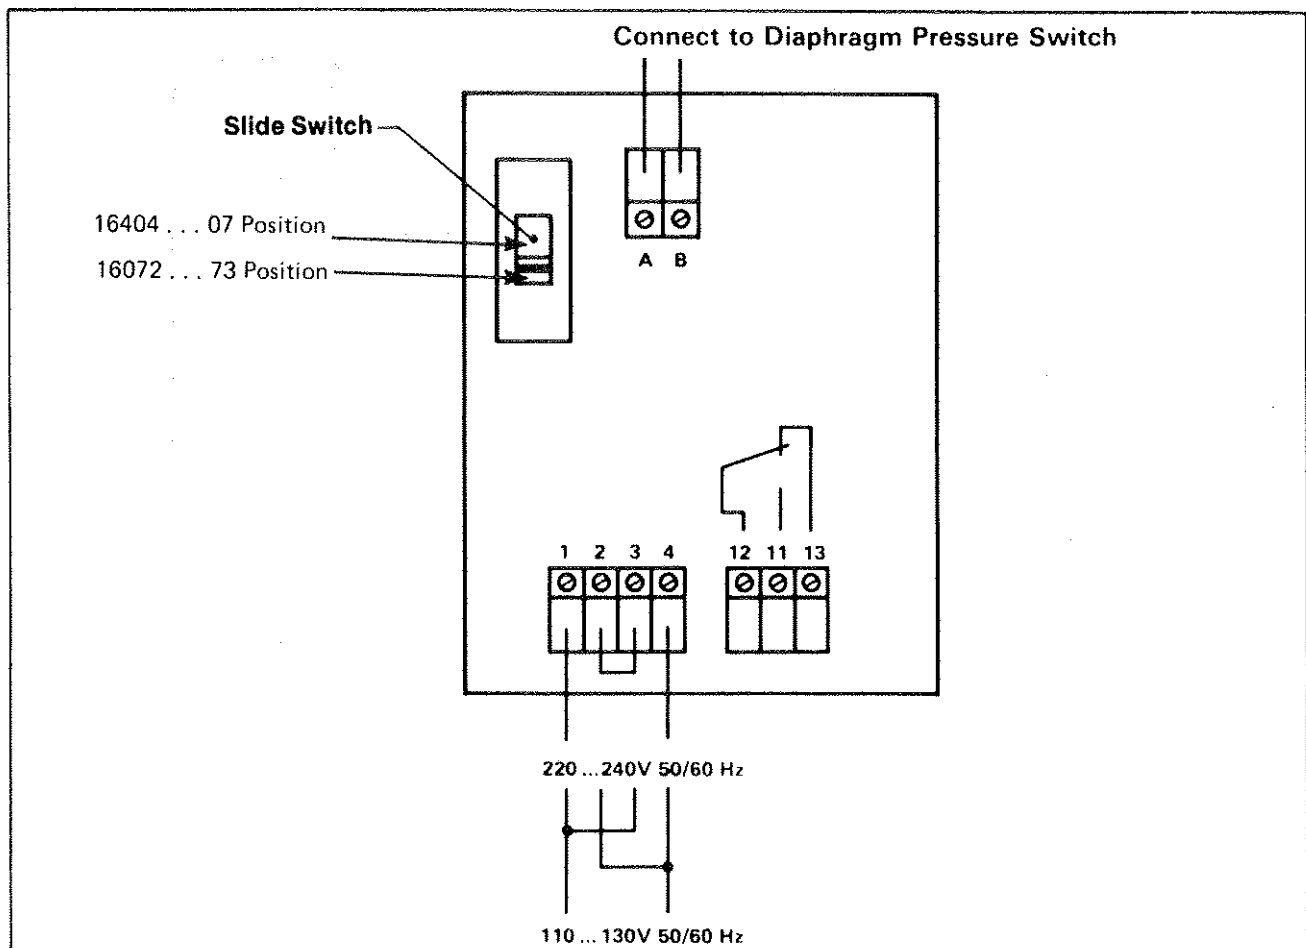 Connect to Diaphragm Pressure Switch
Slide Switch
16404 . . . 07 Position
16072 . . . 73 Position
A B
1 2 3 4 12 11 13
220 ... 240V 50/60 Hz
110 ... 130V 50/60 Hz